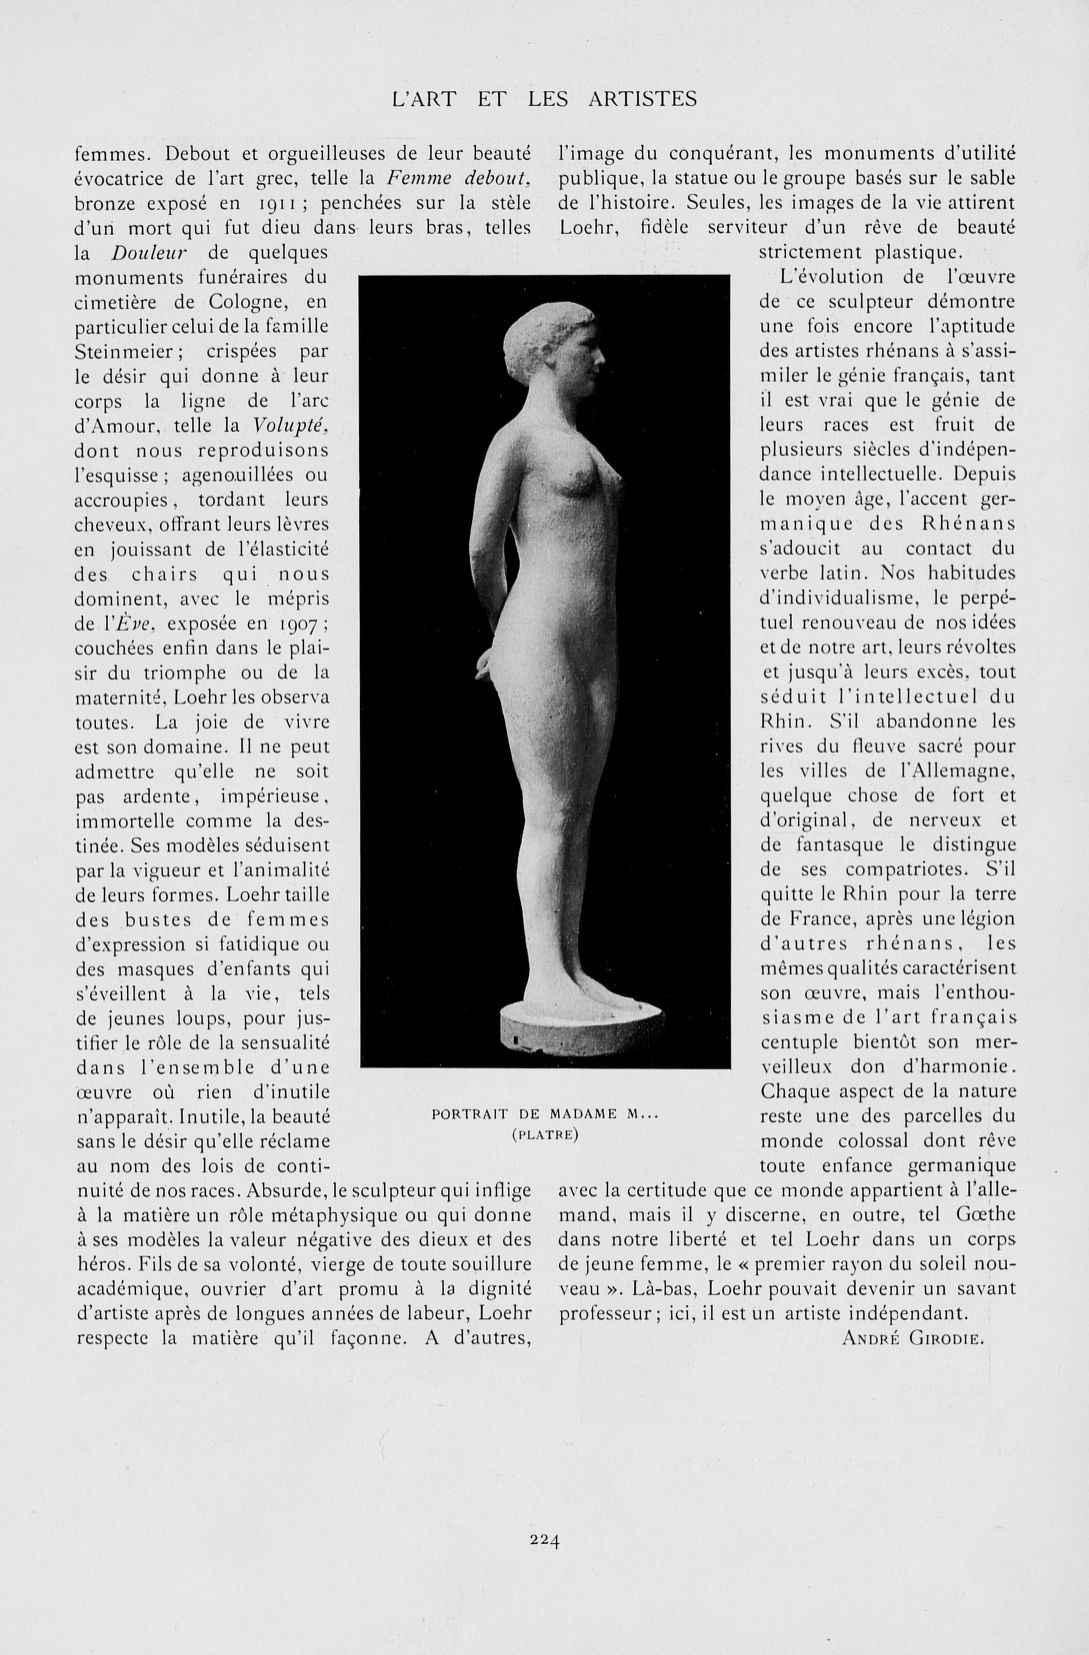 L'ART ET LES ARTISTES
femmes. Debout et orgueilleuses de leur beauté
évocatrice de l'art grec, telle la Femme debout,
bronze exposé en 1911 ; penchées sur la stèle
d'un mort qui fut dieu dans leurs bras, telles
la Douleur de quelques
monuments funéraires du
cimetière de Cologne, en
particulier celui de la famille
Steinmeier ; crispées par
le désir qui donne à leur
corps la ligne de l'arc
d'Amour, telle la Volupté,
dont nous reproduisons
l'esquisse ; agenouillées ou
accroupies, tordant leurs
cheveux, offrant leurs lèvres
en jouissant de l'élasticité
des chairs qui nous
dominent, avec le mépris
de l'Ève, exposée en 1907 ;
couchées enfin dans le plai-
sir du triomphe ou de la
maternité, Loehr les observa
toutes. La joie de vivre
est son domaine. Il ne peut
admettre qu'elle ne soit
pas ardente, impérieuse,
immortelle comme la des-
tinée. Ses modèles séduisent
par la vigueur et l'animalité
de leurs formes. Loehr taille
des bustes de femmes
d'expression si fatidique ou
des masques d'enfants qui
s'éveillent à la vie, tels
de jeunes loups, pour jus-
tifier le rôle de la sensualité
dans l'ensemble d'une
œuvre où rien d'inutile
n'apparaît. Inutile, la beauté
sans le désir qu'elle réclame
au nom des lois de conti-
nuité de nos races. Absurde, le sculpteur qui inflige
à la matière un rôle métaphysique ou qui donne
à ses modèles la valeur négative des dieux et des
héros. Fils de sa volonté, vierge de toute souillure
académique, ouvrier d'art promu à la dignité
d'artiste après de longues années de labeur, Loehr
respecte la matière qu'il façonne. A d'autres,
l'image du conquérant, les monuments d'utilité
publique, la statue ou le groupe basés sur le sable
de l'histoire. Seules, les images de la vie attirent
Loehr, fidèle serviteur d'un rêve de beauté
strictement plastique.
L'évolution de l'œuvre
de ce sculpteur démontre
une fois encore l'aptitude
des artistes rhénans à s'assi-
miler le génie français, tant
il est vrai que le génie de
leurs races est fruit de
plusieurs siècles d'indépen-
dance intellectuelle. Depuis
le moyen âge, l'accent ger-
manique des Rhénans
s'adoucit au contact du
verbe latin. Nos habitudes
d'individualisme, le perpé-
tuel renouveau de nos idées
et de notre art, leurs révoltes
et jusqu'à leurs excès, tout
séduit l'intellectuel du
Rhin. S'il abandonne les
rives du fleuve sacré pour
les villes de l'Allemagne,
quelque chose de fort et
d'original, de nerveux et
de fantasque le distingue
de ses compatriotes. S'il
quitte le Rhin pour la terre
de France, après une légion
d'autres rhénans, les
mêmes qualités caractérisent
son œuvre, mais l'enthou-
siasme de l'art français
centuple bientôt son mer-
veilleux don d'harmonie.
Chaque aspect de la nature
reste une des parcelles du
monde colossal dont rêve
toute enfance germanique
avec la certitude que ce monde appartient à l'alle-
mand, mais il y discerne, en outre, tel Gœthe
dans notre liberté et tel Loehr dans un corps
de jeune femme, le « premier rayon du soleil nou-
veau ». Là-bas, Loehr pouvait devenir un savant
professeur ; ici, il est un artiste indépendant.
ANDRÉ GIRODIE.
PORTRAIT DE MADAME M...
(PLATRE)
224